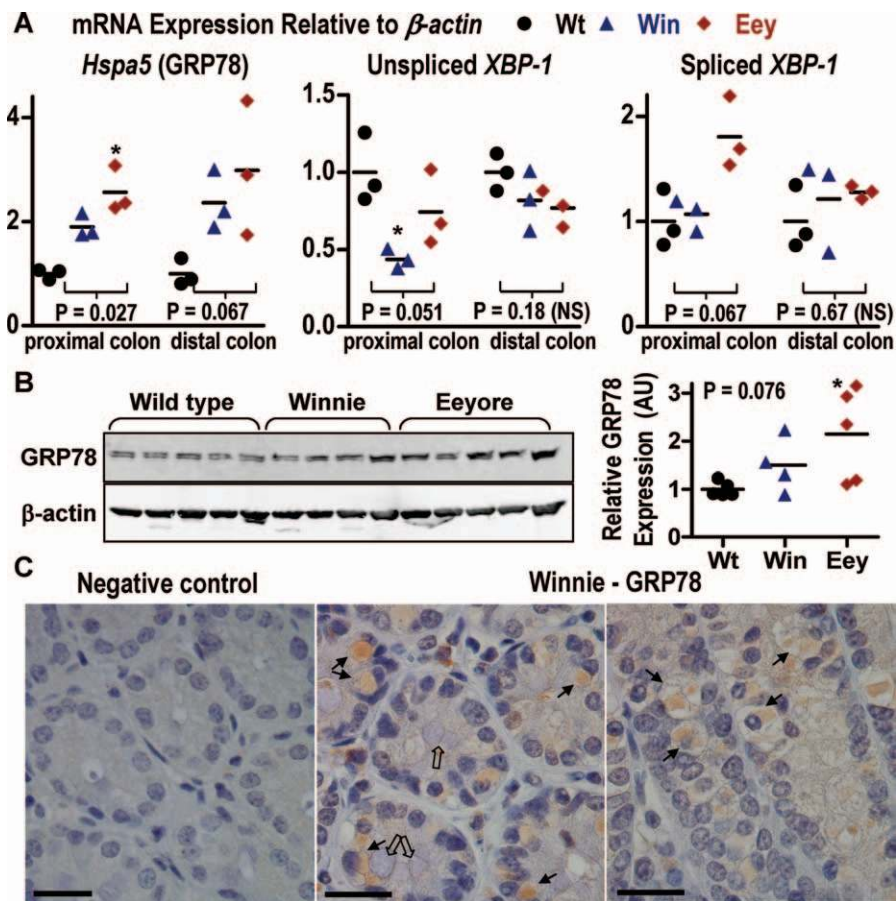 A mRNA Expression Relative to β-actin ● Wt ▲ Win ◆ Eey
Hspa5 (GRP78) Unspliced XBP-1 Spliced XBP-1
4
2
0
*
P = 0.027 P = 0.067
proximal colon distal colon
1.5
1.0
0.5
0.0
*
P = 0.051 P = 0.18 (NS)
proximal colon distal colon
2
1
0
P = 0.067 P = 0.67 (NS)
proximal colon distal colon
B
Wild type Winnie Eeyore
GRP78
β-actin
Relative GRP78
Expression (AU)
3
2
1
0
P = 0.076
*
Wt Win Eey
C
Negative control Winnie - GRP78